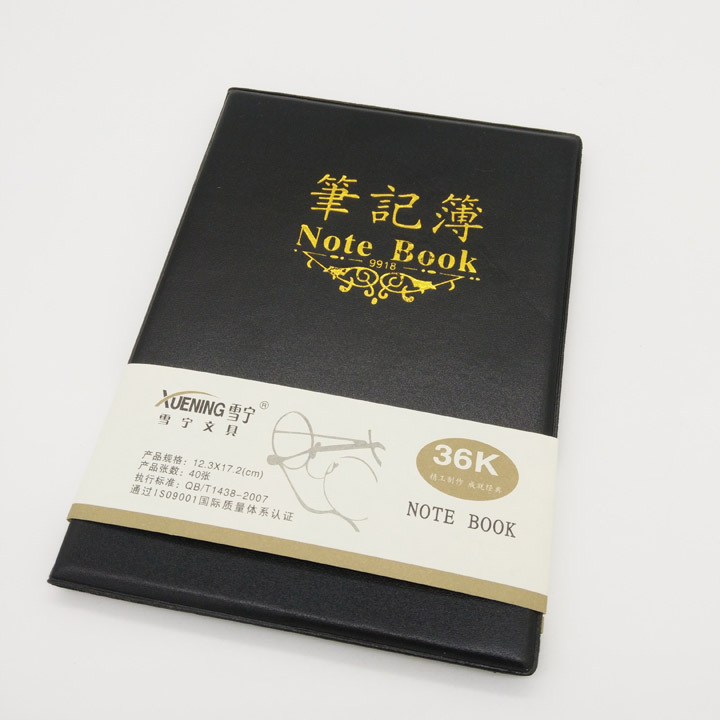 筆記簿
Note Book
9918
XUENING雪宁®
雪宁文具
产品规格：12.3X17.2(cm)
产品张数：40张
执行标准：QB/T1438-2007
通过ISO9001国际质量体系认证
36K
精工制作 成就经典
NOTE BOOK